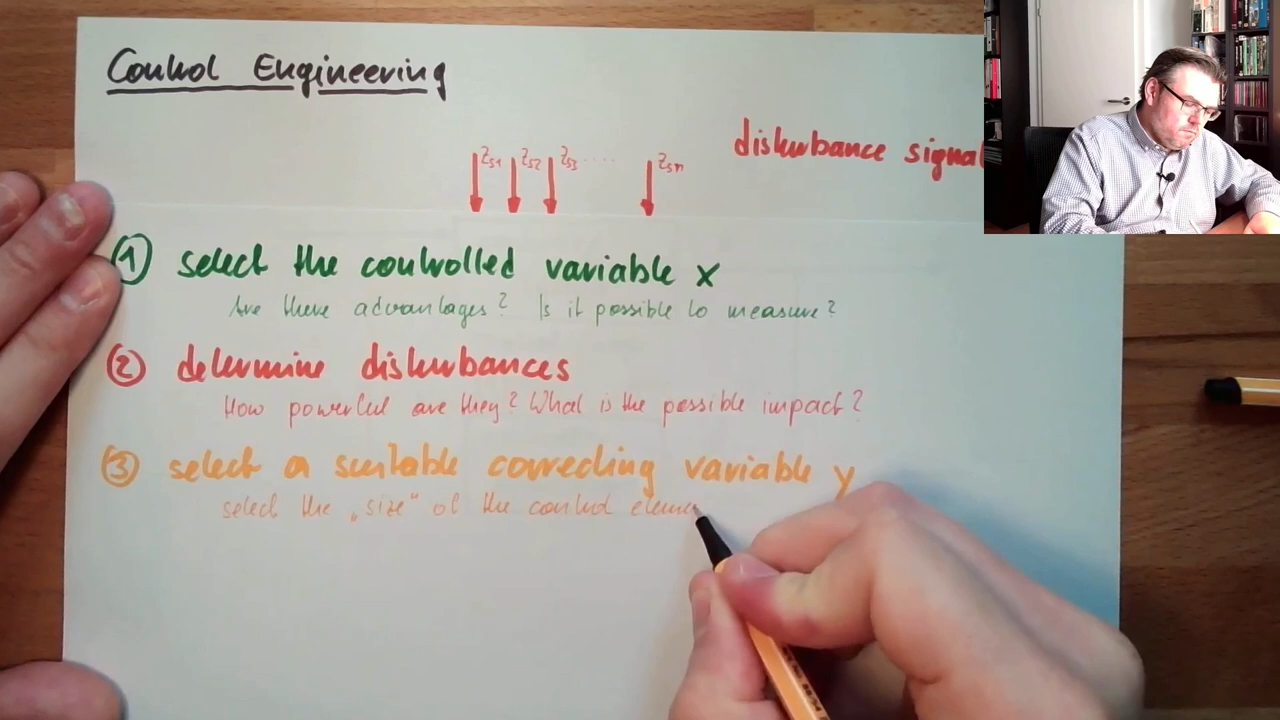 Control Engineering
Zs1 Zs2 Zs3 ..... Zsn
disturbance signal
1 select the controlled variable x
Are there advantages? Is it possible to measure?
2 determine disturbances
How powerful are they? What is the possible impact?
3 select a suitable correcting variable y
select the „size“ of the control eleme